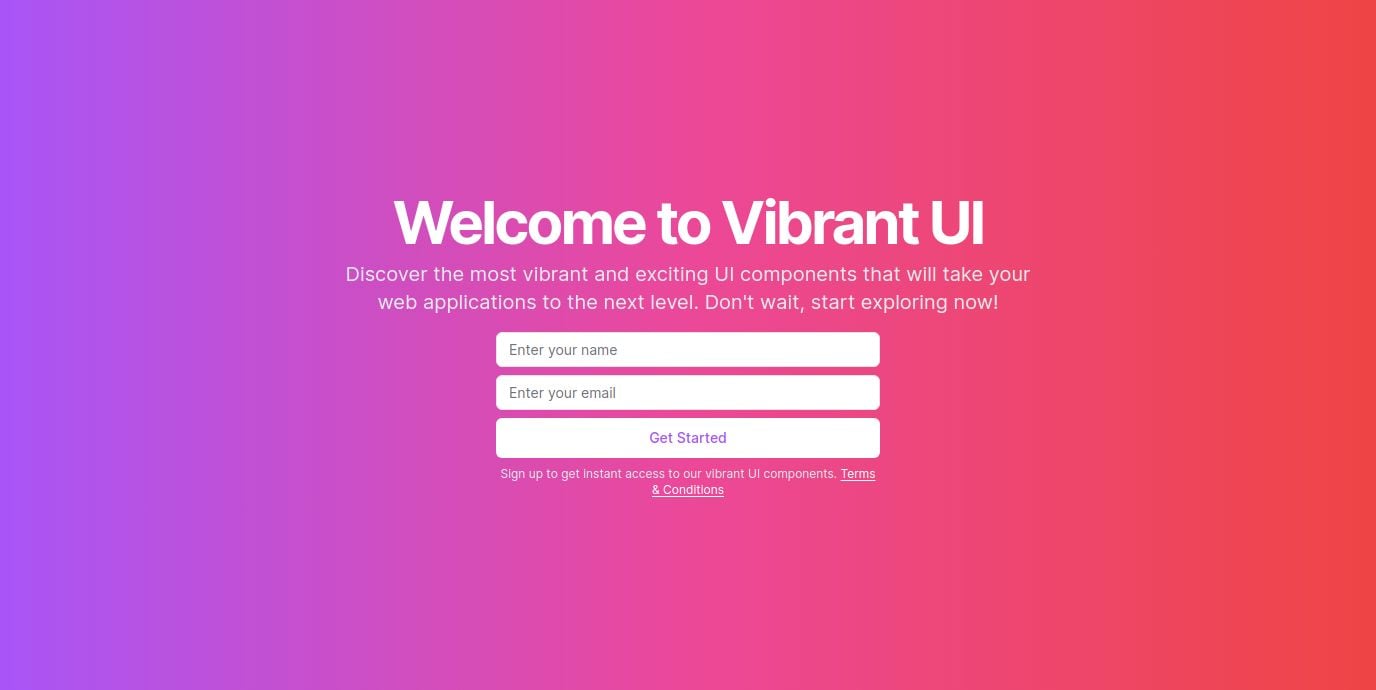 Welcome to Vibrant UI
Discover the most vibrant and exciting UI components that will take your
web applications to the next level. Don't wait, start exploring now!
Enter your name
Enter your email
Get Started
Sign up to get instant access to our vibrant UI components. Terms
& Conditions